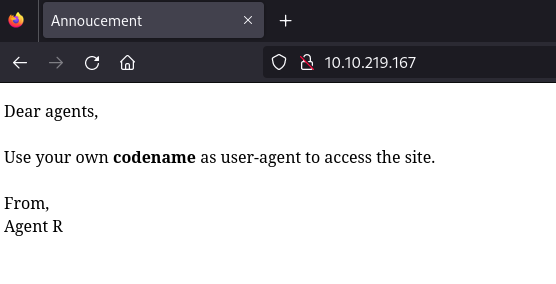 Annoucement
10.10.219.167
Dear agents,
Use your own codename as user-agent to access the site.
From,
Agent R